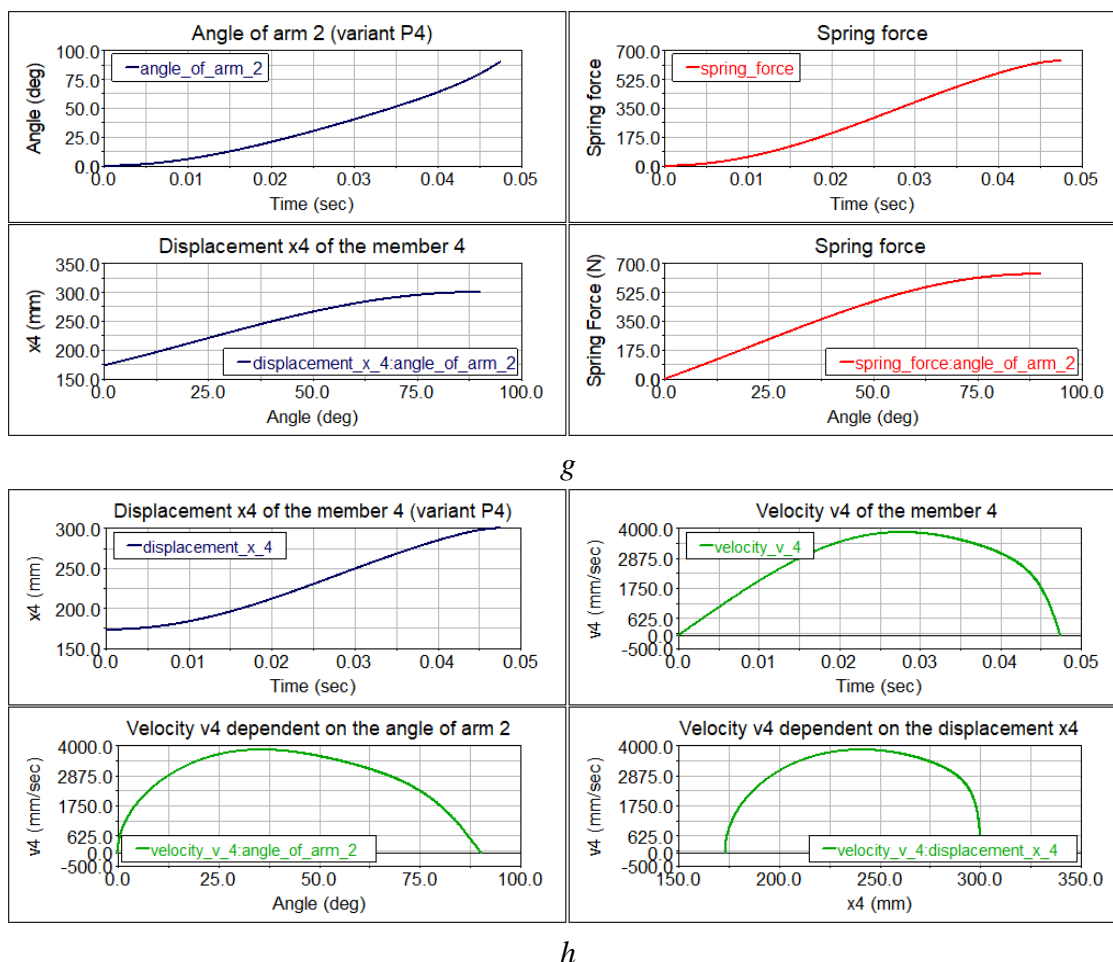 Angle of arm 2 (variant P4)
100.0
75.0
50.0
25.0
0.0
Angle (deg)
angle_of_arm_2
0.0 0.01 0.02 0.03 0.04 0.05
Time (sec)
Spring force
700.0
525.0
350.0
175.0
0.0
Spring force
spring_force
0.0 0.01 0.02 0.03 0.04 0.05
Time (sec)
Displacement x4 of the member 4
350.0
300.0
250.0
200.0
150.0
x4 (mm)
displacement_x_4:angle_of_arm_2
0.0 25.0 50.0 75.0 100.0
Angle (deg)
Spring force
700.0
525.0
350.0
175.0
0.0
Spring Force (N)
spring_force:angle_of_arm_2
0.0 25.0 50.0 75.0 100.0
Angle (deg)
g
Displacement x4 of the member 4 (variant P4)
300.0
250.0
200.0
150.0
x4 (mm)
displacement_x_4
0.0 0.01 0.02 0.03 0.04 0.05
Time (sec)
Velocity v4 of the member 4
4000.0
2875.0
1750.0
625.0
0.0
-500.0
v4 (mm/sec)
velocity_v_4
0.0 0.01 0.02 0.03 0.04 0.05
Time (sec)
Velocity v4 dependent on the angle of arm 2
4000.0
2875.0
1750.0
625.0
0.0
-500.0
v4 (mm/sec)
velocity_v_4:angle_of_arm_2
0.0 25.0 50.0 75.0 100.0
Angle (deg)
Velocity v4 dependent on the displacement x4
4000.0
2875.0
1750.0
625.0
0.0
-500.0
v4 (mm/sec)
velocity_v_4:displacement_x_4
150.0 200.0 250.0 300.0 350.0
x4 (mm)
h